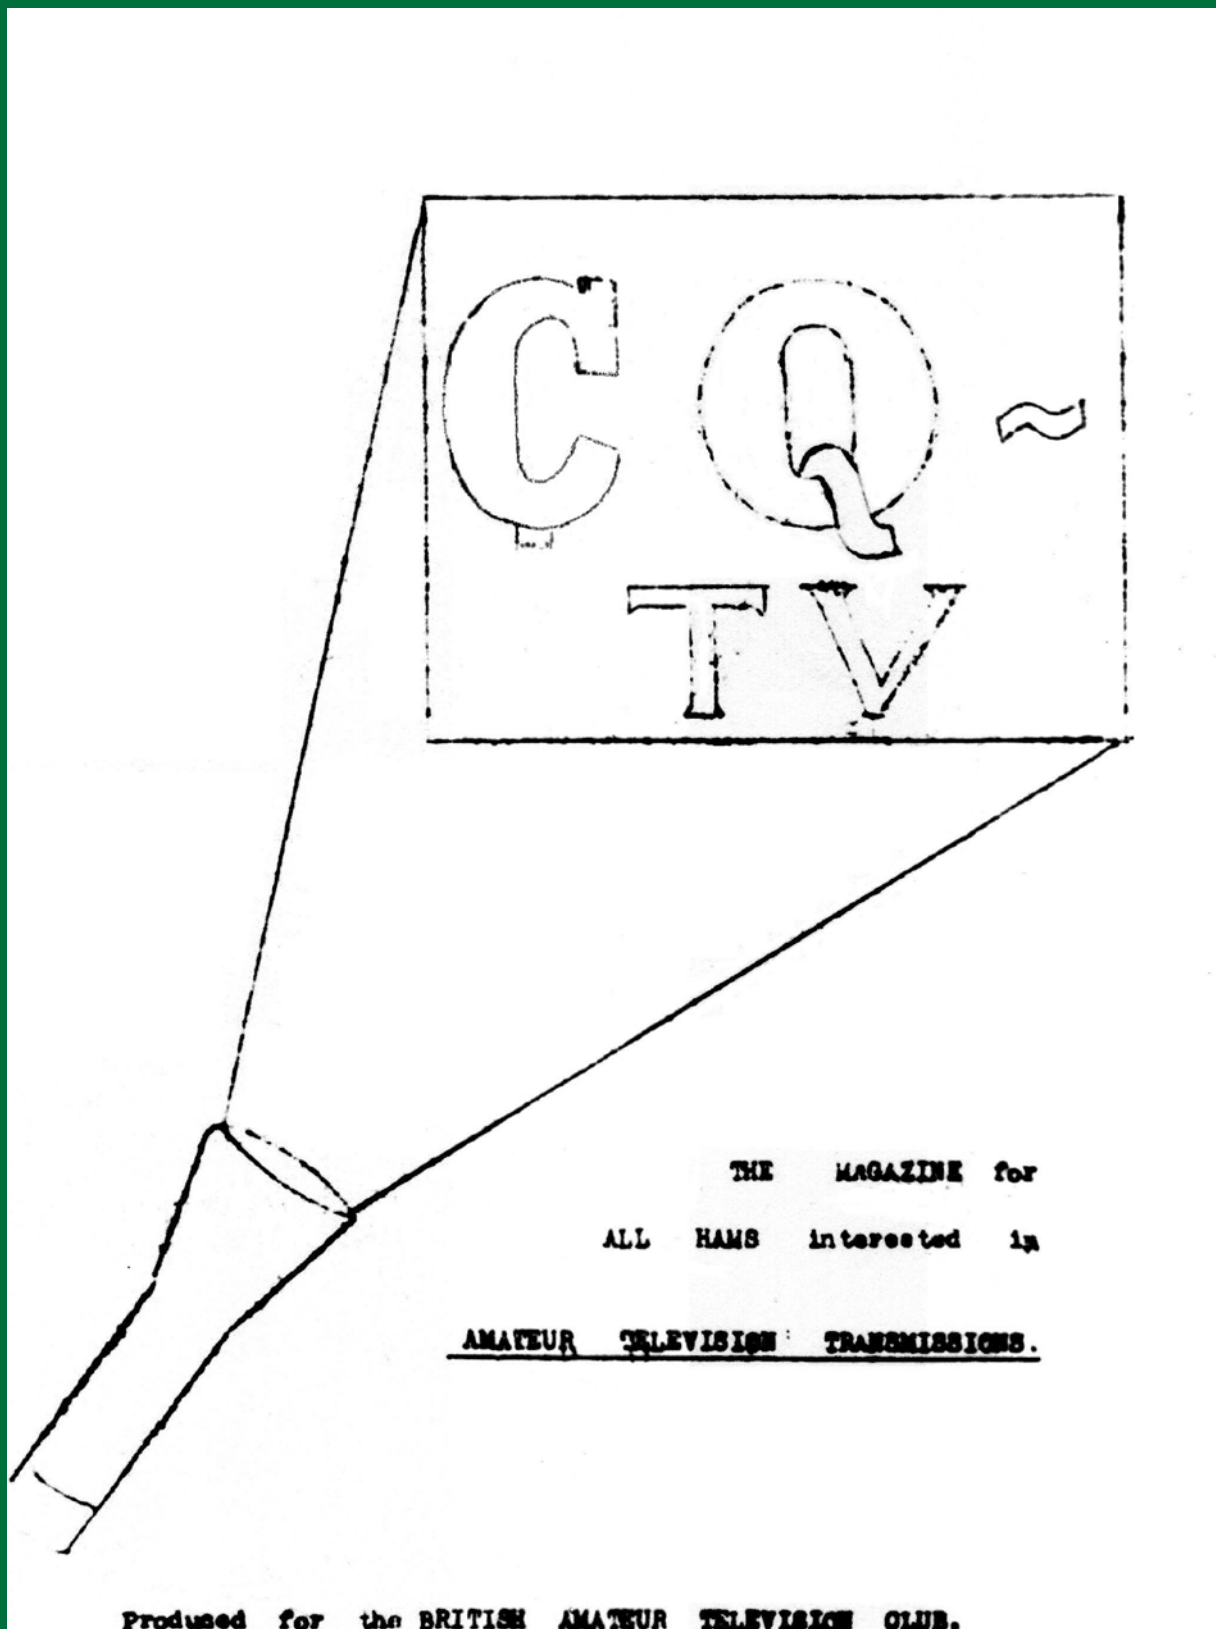 CQ~
TV
THE MAGAZINE for
ALL HAMS interested in
AMATEUR TELEVISION TRANSMISSIONS.
Produced for the BRITISH AMATEUR TELEVISION CLUB.